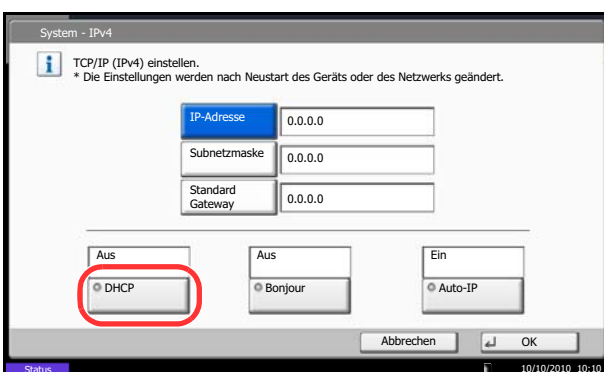 System - IPv4
TCP/IP (IPv4) einstellen.
* Die Einstellungen werden nach Neustart des Geräts oder des Netzwerks geändert.
IP-Adresse
0.0.0.0
Subnetzmaske
0.0.0.0
Standard
Gateway
0.0.0.0
Aus
Aus
Ein
DHCP
Bonjour
Auto-IP
Abbrechen
OK
Status
10/10/2010 10:10